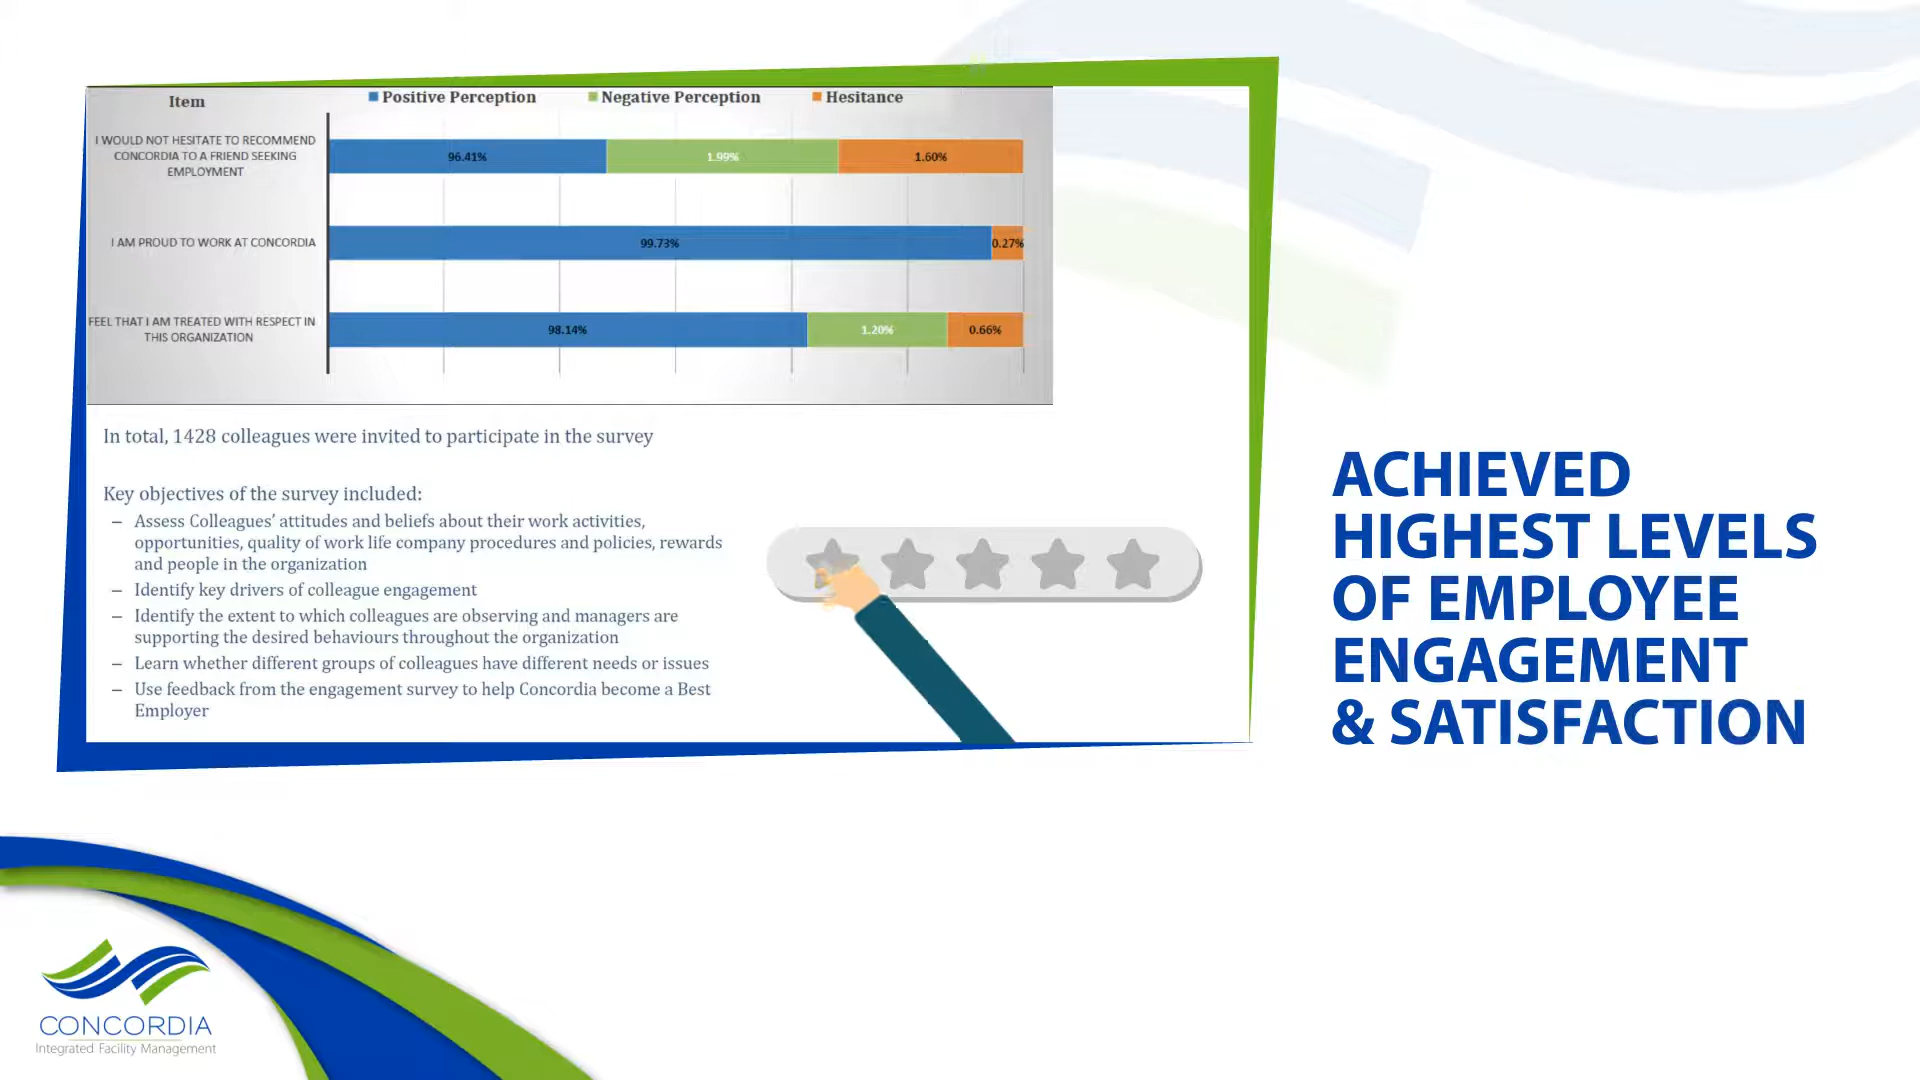 Item
Positive Perception
Negative Perception
Hesitance
I WOULD NOT HESITATE TO RECOMMEND
CONCORDIA TO A FRIEND SEEKING
EMPLOYMENT
96.41%
1.99%
1.60%
I AM PROUD TO WORK AT CONCORDIA
99.73%
0.27%
FEEL THAT I AM TREATED WITH RESPECT IN
THIS ORGANIZATION
98.14%
1.20%
0.66%
In total, 1428 colleagues were invited to participate in the survey
Key objectives of the survey included:
– Assess Colleagues’ attitudes and beliefs about their work activities,
opportunities, quality of work life company procedures and policies, rewards
and people in the organization
– Identify key drivers of colleague engagement
– Identify the extent to which colleagues are observing and managers are
supporting the desired behaviours throughout the organization
– Learn whether different groups of colleagues have different needs or issues
– Use feedback from the engagement survey to help Concordia become a Best
Employer
ACHIEVED
HIGHEST LEVELS
OF EMPLOYEE
ENGAGEMENT
& SATISFACTION
CONCORDIA
Integrated Facility Management